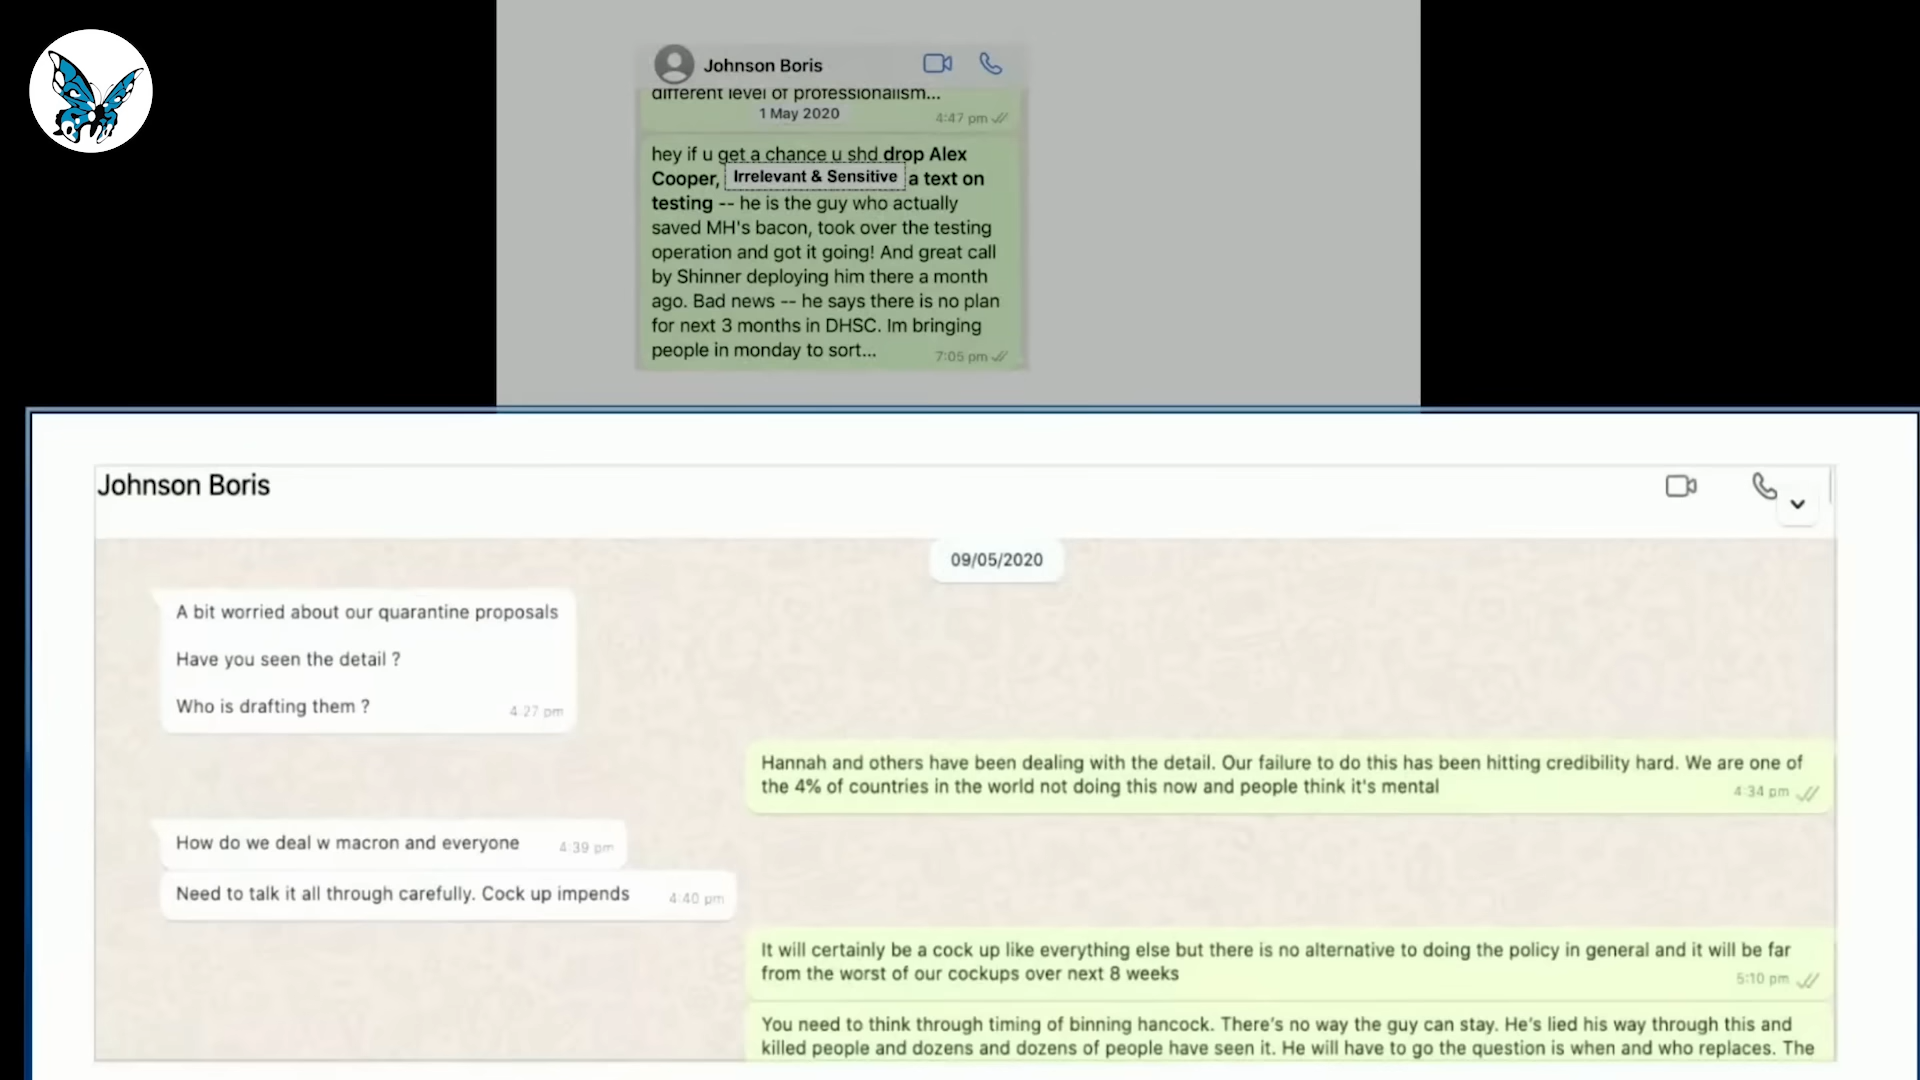 Johnson Boris
different level of professionalism...
1 May 2020
4:47 pm
hey if u get a chance u shd drop Alex
Cooper, Irrelevant & Sensitive a text on
testing -- he is the guy who actually
saved MH's bacon, took over the testing
operation and got it going! And great call
by Shinner deploying him there a month
ago. Bad news -- he says there is no plan
for next 3 months in DHSC. Im bringing
people in monday to sort...
7:05 pm
Johnson Boris
09/05/2020
A bit worried about our quarantine proposals
Have you seen the detail ?
Who is drafting them ?
4:27 pm
Hannah and others have been dealing with the detail. Our failure to do this has been hitting credibility hard. We are one of
the 4% of countries in the world not doing this now and people think it's mental
4:34 pm
How do we deal w macron and everyone
4:39 pm
Need to talk it all through carefully. Cock up impends
4:40 pm
It will certainly be a cock up like everything else but there is no alternative to doing the policy in general and it will be far
from the worst of our cockups over next 8 weeks
5:10 pm
You need to think through timing of binning hancock. There's no way the guy can stay. He's lied his way through this and
killed people and dozens and dozens of people have seen it. He will have to go the question is when and who replaces. The